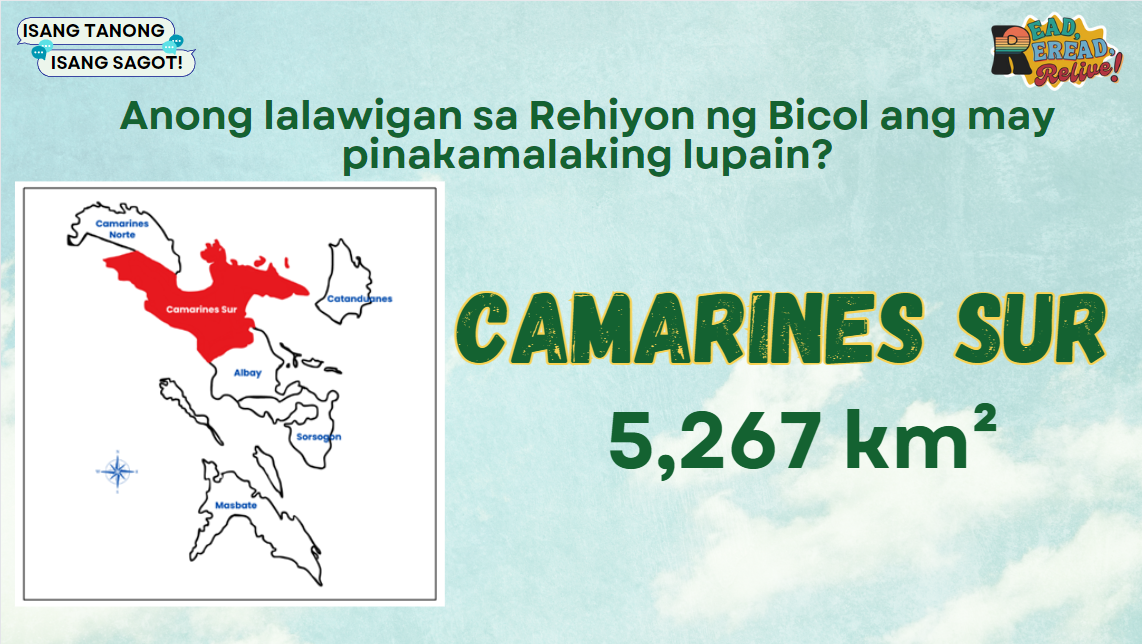 ISANG TANONG
ISANG SAGOT!
READ,
REREAD,
Relive!
Anong lalawigan sa Rehiyon ng Bicol ang may
pinakamalaking lupain?
Camarines
Norte
Camarines Sur
Catanduanes
Albay
Sorsogon
Masbate
CAMARINES SUR
5,267 km²